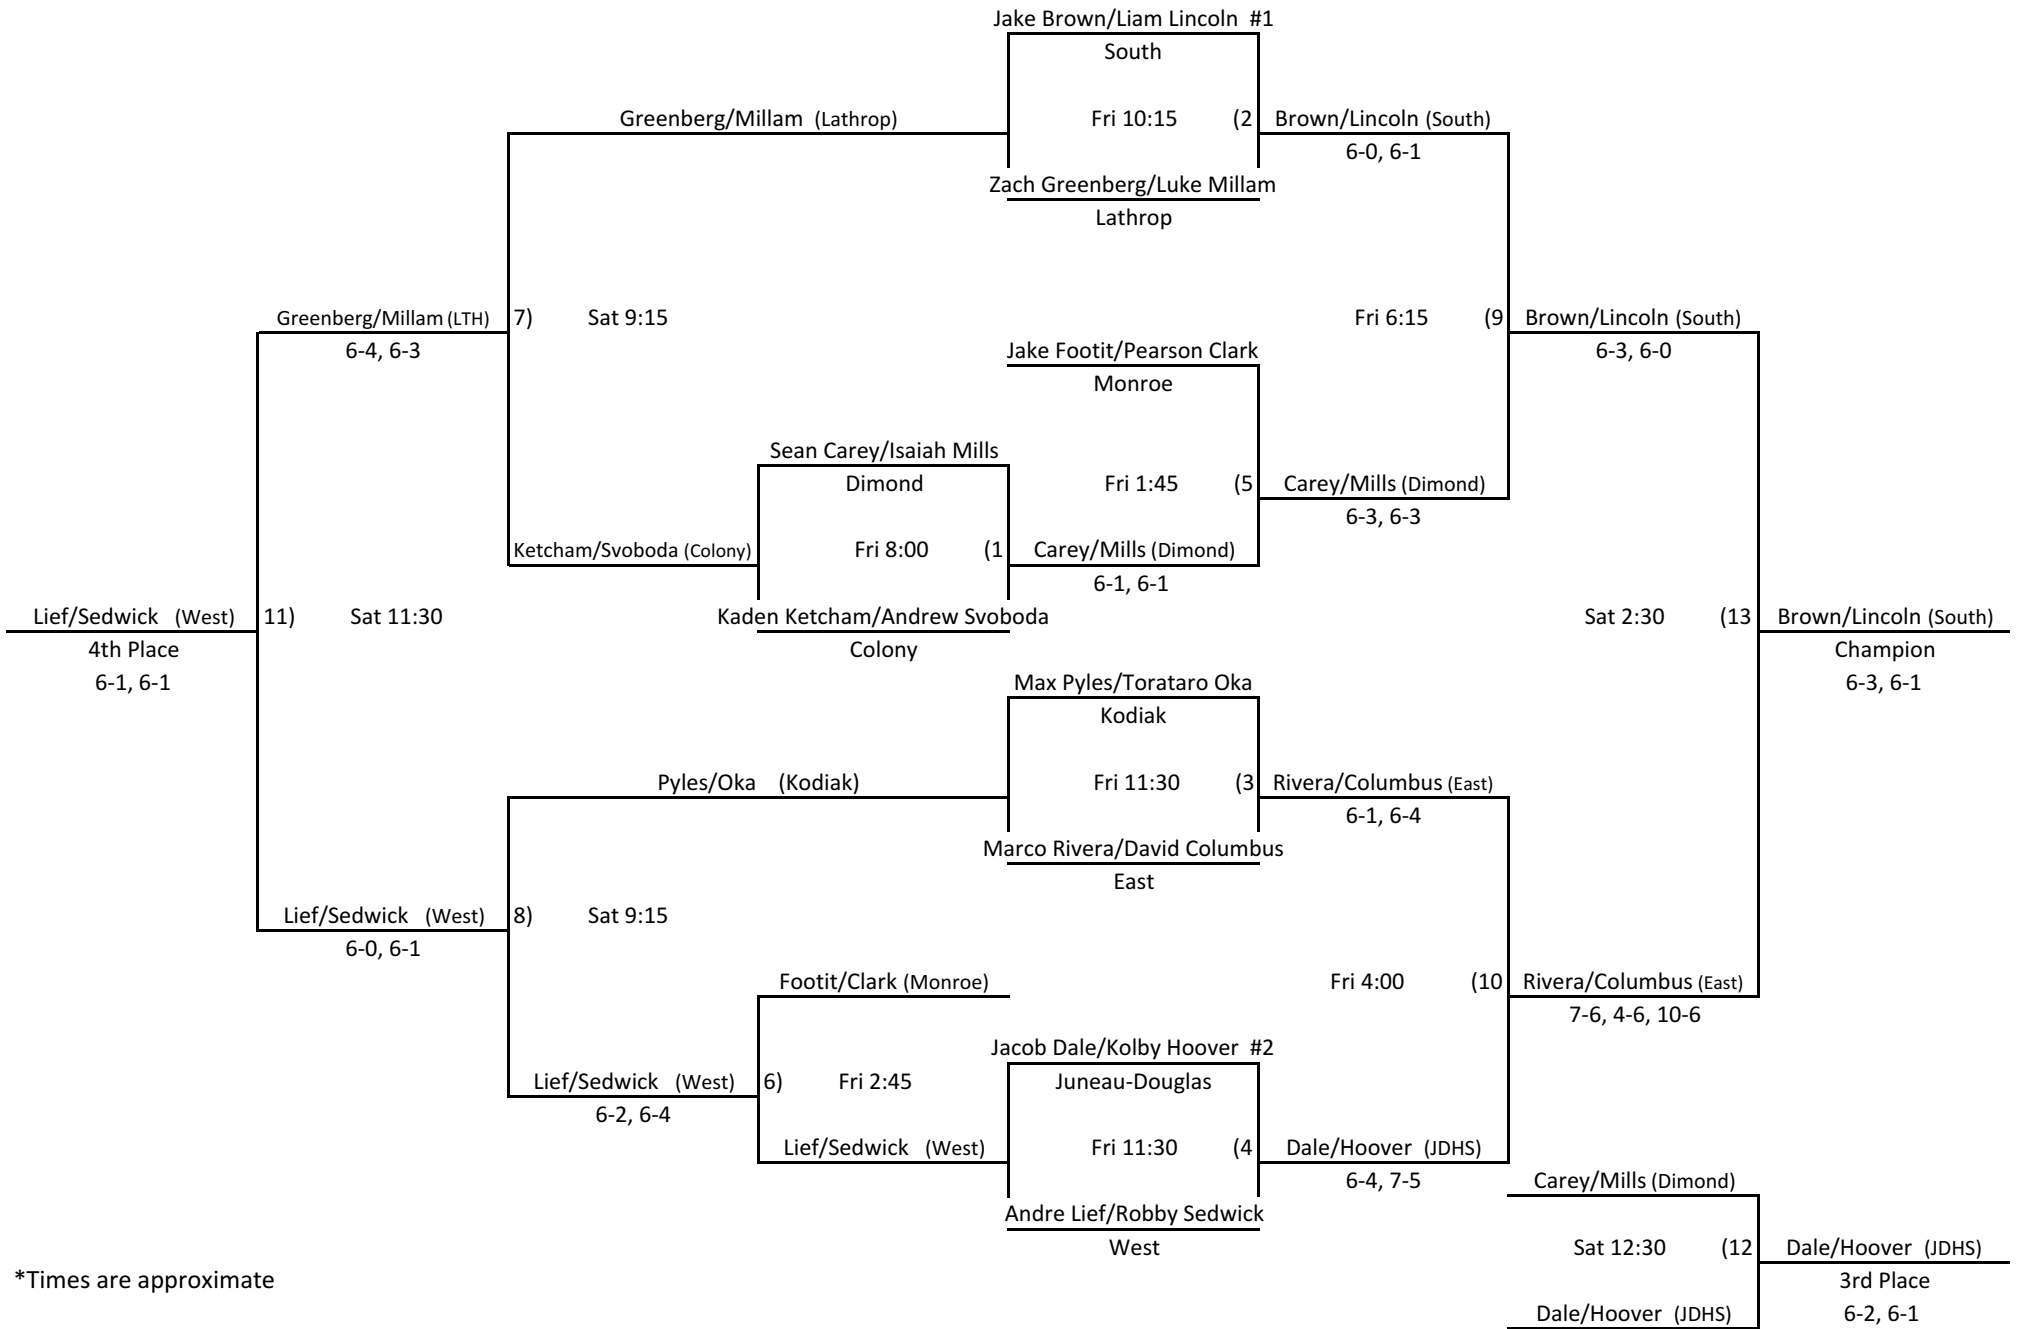 Jake Brown/Liam Lincoln #1
South
Greenberg/Millam (Lathrop)
Fri 10:15 (2
Brown/Lincoln (South)
6-0, 6-1
Zach Greenberg/Luke Millam
Lathrop
Greenberg/Millam (LTH)
7) Sat 9:15
Fri 6:15 (9
Brown/Lincoln (South)
6-4, 6-3
6-3, 6-0
Jake Footit/Pearson Clark
Monroe
Sean Carey/Isaiah Mills
Dimond
Fri 1:45 (5
Carey/Mills (Dimond)
6-3, 6-3
Ketcham/Svoboda (Colony)
Fri 8:00 (1
Carey/Mills (Dimond)
6-1, 6-1
Lief/Sedwick (West)
11) Sat 11:30
Kaden Ketcham/Andrew Svoboda
Sat 2:30 (13
Brown/Lincoln (South)
4th Place
Colony
Champion
6-1, 6-1
Max Pyles/Torataro Oka
6-3, 6-1
Kodiak
Pyles/Oka (Kodiak)
Fri 11:30 (3
Rivera/Columbus (East)
6-1, 6-4
Marco Rivera/David Columbus
East
Lief/Sedwick (West)
8) Sat 9:15
6-0, 6-1
Footit/Clark (Monroe)
Fri 4:00 (10
Rivera/Columbus (East)
7-6, 4-6, 10-6
Jacob Dale/Kolby Hoover #2
Lief/Sedwick (West)
6) Fri 2:45
Juneau-Douglas
6-2, 6-4
Lief/Sedwick (West)
Fri 11:30 (4
Dale/Hoover (JDHS)
6-4, 7-5
Carey/Mills (Dimond)
Andre Lief/Robby Sedwick
West
Sat 12:30 (12
Dale/Hoover (JDHS)
*Times are approximate
3rd Place
Dale/Hoover (JDHS)
6-2, 6-1